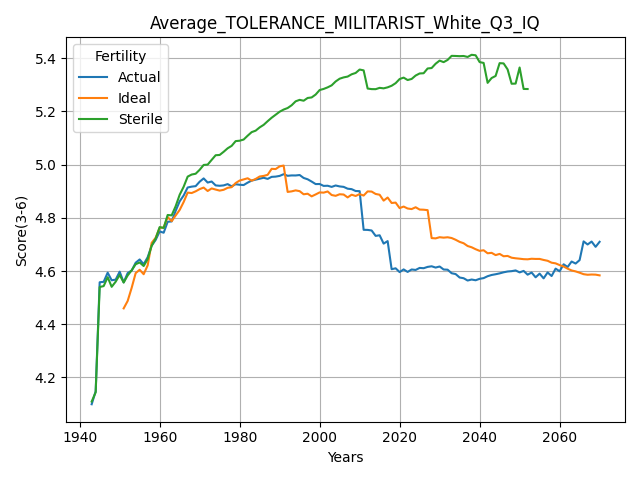 Average_TOLERANCE_MILITARIST_White_Q3_IQ
Fertility
Actual
Ideal
Sterile
Score(3-6)
5.4
5.2
5.0
4.8
4.6
4.4
4.2
1940 1960 1980 2000 2020 2040 2060
Years